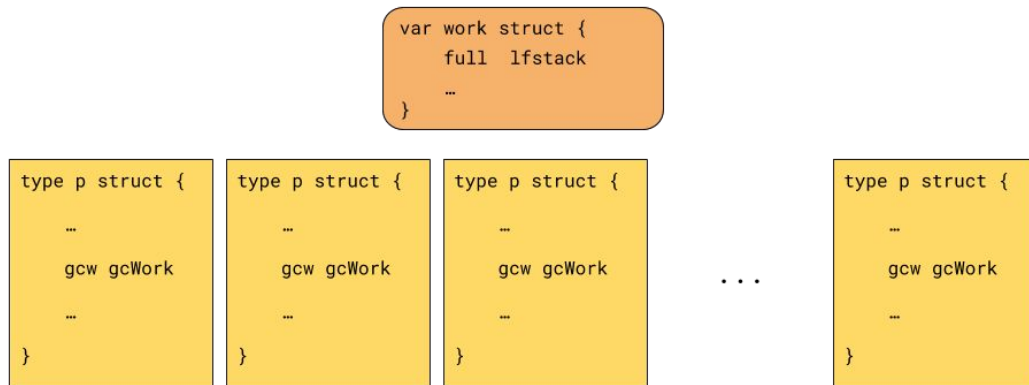 var work struct {
full lfstack
…
}
type p struct {
…
gcw gcWork
…
}
type p struct {
…
gcw gcWork
…
}
type p struct {
…
gcw gcWork
…
}
...
type p struct {
…
gcw gcWork
…
}